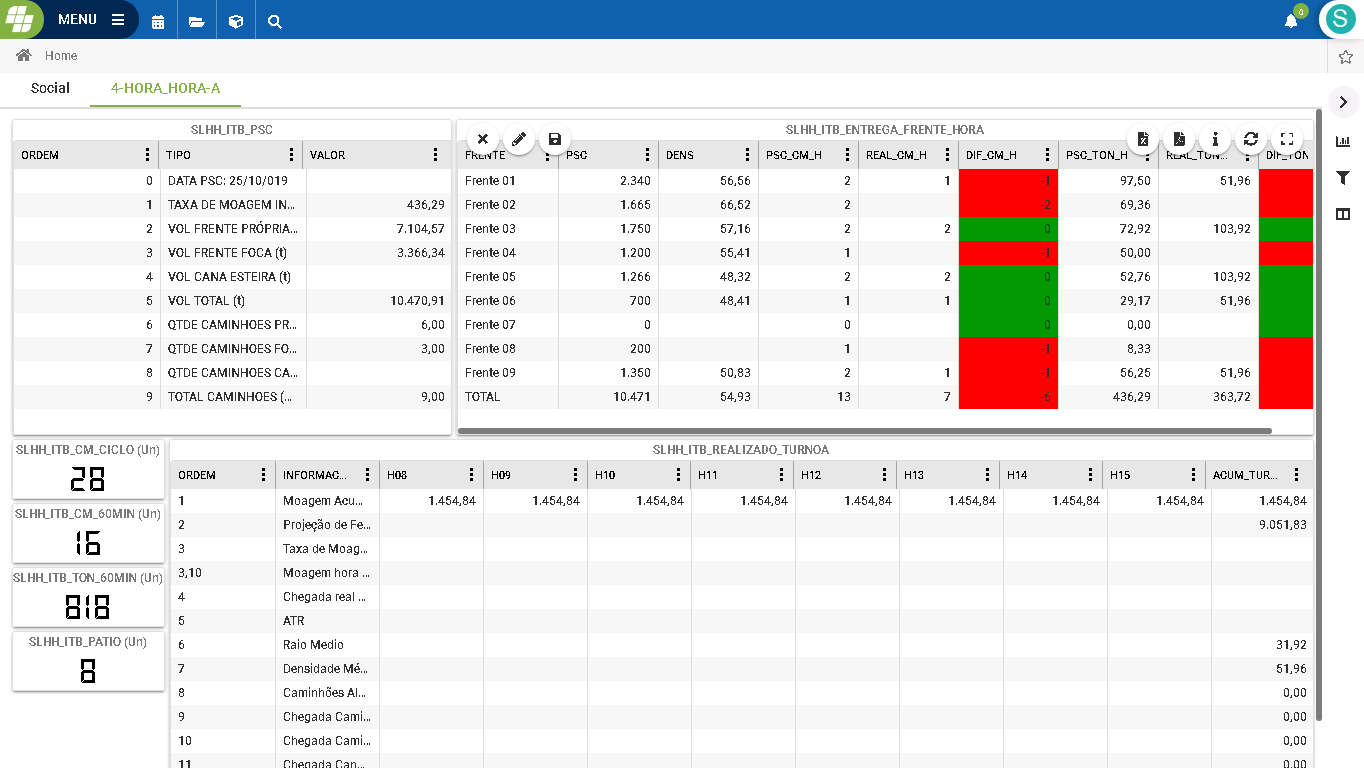 MENU
0
S
Home
Social
4-HORA_HORA-A
SLHH_ITB_PSC
ORDEM TIPO VALOR
0 DATA PSC: 25/10/019
1 TAXA DE MOAGEM IN... 436,29
2 VOL FRENTE PRÓPRIA... 7.104,57
3 VOL FRENTE FOCA (t) 3.366,34
4 VOL CANA ESTEIRA (t)
5 VOL TOTAL (t) 10.470,91
6 QTDE CAMINHOES PR... 6,00
7 QTDE CAMINHOES FO... 3,00
8 QTDE CAMINHOES CA...
9 TOTAL CAMINHOES (... 9,00
SLHH_ITB_ENTREGA_FRENTE_HORA
FRENTE PSC DENS PSC_CM_H REAL_CM_H DIF_CM_H PSC_TON_H REAL_TON... DIF_TON
Frente 01 2.340 56,56 2 1 -1 97,50 51,96
Frente 02 1.665 66,52 2 -2 69,36
Frente 03 1.750 57,16 2 2 0 72,92 103,92
Frente 04 1.200 55,41 1 -1 50,00
Frente 05 1.266 48,32 2 2 0 52,76 103,92
Frente 06 700 48,41 1 1 0 29,17 51,96
Frente 07 0 0 0 0,00
Frente 08 200 1 -1 8,33
Frente 09 1.350 50,83 2 1 -1 56,25 51,96
TOTAL 10.471 54,93 13 7 6 436,29 363,72
SLHH_ITB_CM_CICLO (Un)
28
SLHH_ITB_CM_60MIN (Un)
16
SLHH_ITB_TON_60MIN (Un)
818
SLHH_ITB_PATIO (Un)
8
SLHH_ITB_REALIZADO_TURNOA
ORDEM INFORMAC... H08 H09 H10 H11 H12 H13 H14 H15 AGUM_TUR...
1 Moagem Acu... 1.454,84 1.454,84 1.454,84 1.454,84 1.454,84 1.454,84 1.454,84 1.454,84 1.454,84
2 Projeção de Fe... 9.051,83
3 Taxa de Moag...
3,10 Moagem hora ...
4 Chegada real ...
5 ATR
6 Raio Medio 31,92
7 Densidade Mé... 51,96
8 Caminhões Al... 0,00
9 Chegada Cami... 0,00
10 Chegada Cami... 0,00
11 Chegada Can... 0,00